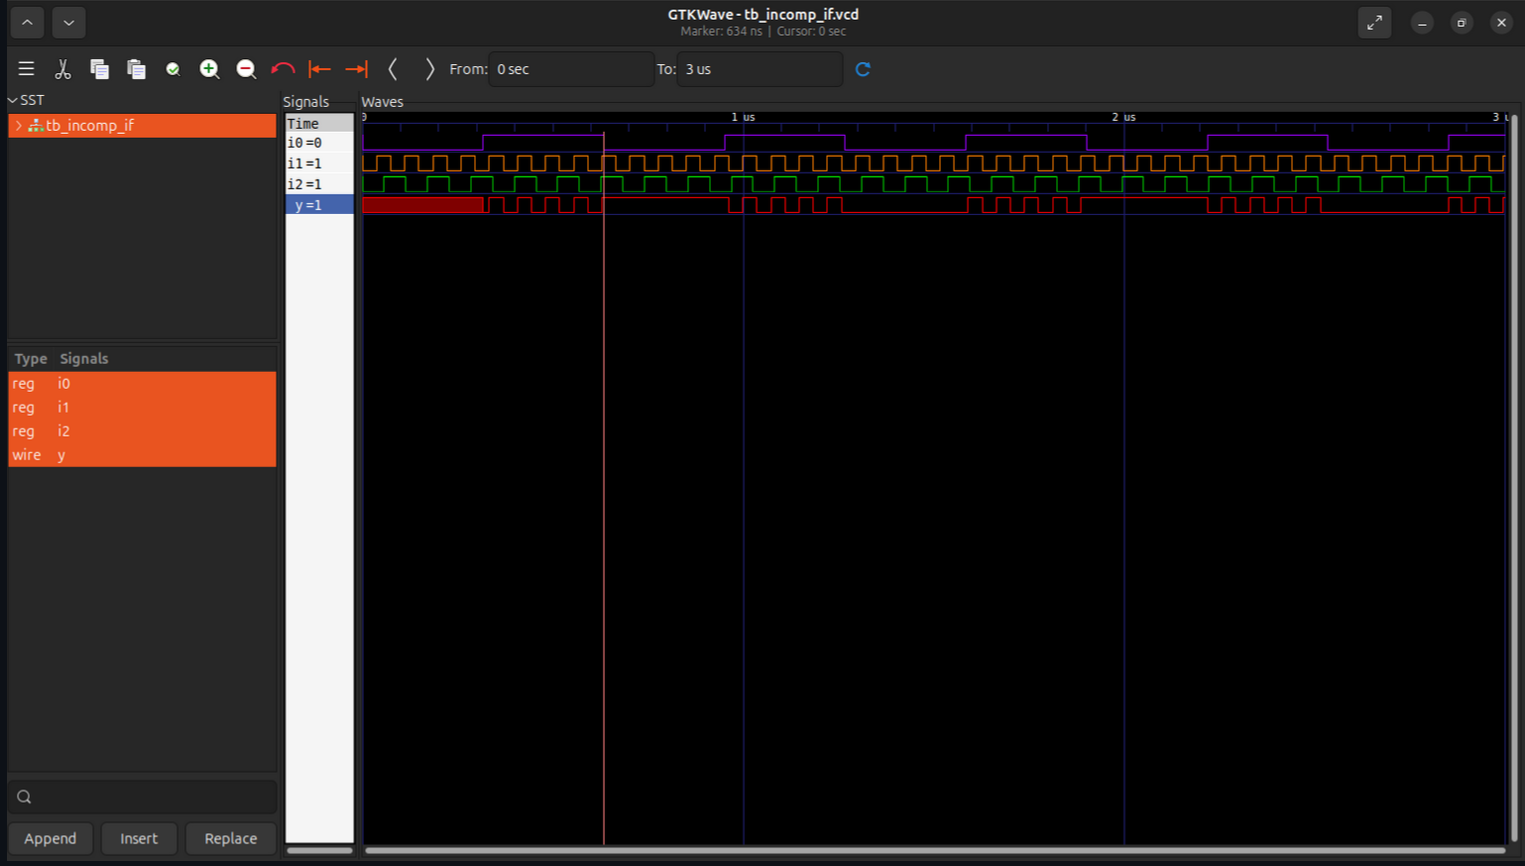 GTKWave - tb_incomp_if.vcd
Marker: 634 ns | Cursor: 0 sec
From: 0 sec To: 3 us
SST
tb_incomp_if
Type Signals
reg i0
reg i1
reg i2
wire y
Append Insert Replace
Signals
Time
i0 =0
i1 =1
i2 =1
y =1
Waves
0 1 us 2 us 3 u